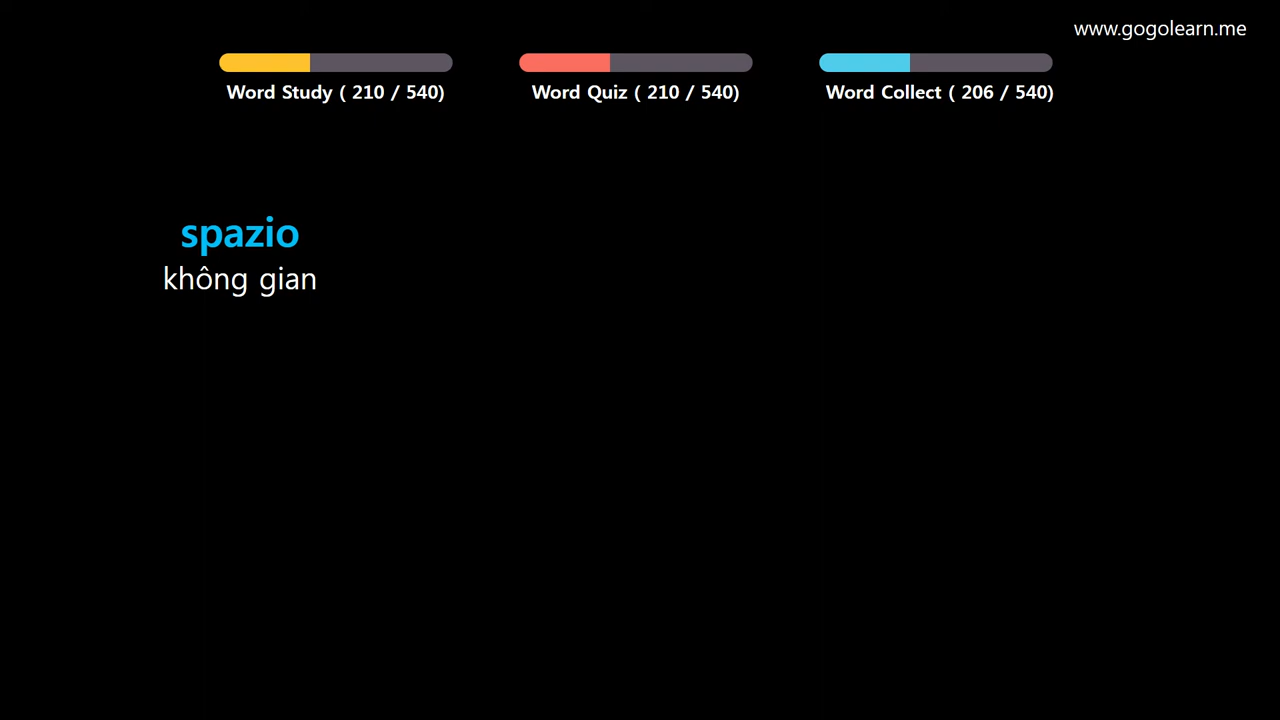 www.gogolearn.me
Word Study ( 210 / 540)
Word Quiz ( 210 / 540)
Word Collect ( 206 / 540)
spazio
không gian